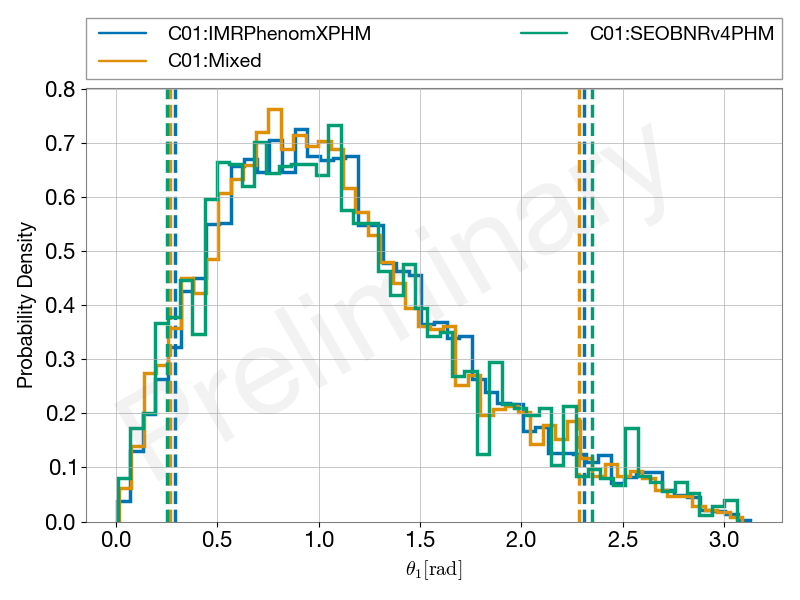 C01:IMRPhenomXPHM
C01:Mixed
C01:SEOBNRv4PHM
0.8
0.7
0.6
0.5
0.4
0.3
0.2
0.1
0.0
Probability Density
Preliminary
0.0 0.5 1.0 1.5 2.0 2.5 3.0
θ₁[rad]